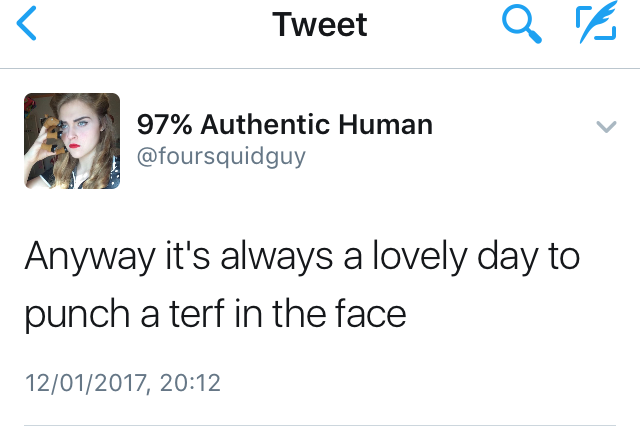 Tweet
97% Authentic Human
@foursquidguy
Anyway it's always a lovely day to
punch a terf in the face
12/01/2017, 20:12